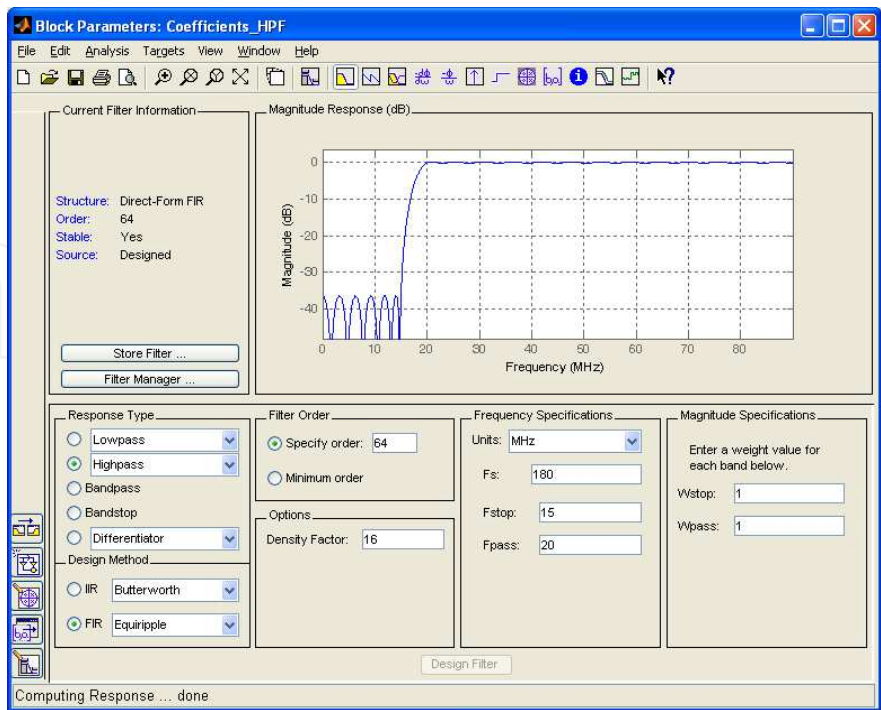 Block Parameters: Coefficients_HPF
File Edit Analysis Targets View Window Help
Current Filter Information
Structure: Direct-Form FIR
Order: 64
Stable: Yes
Source: Designed
Store Filter ...
Filter Manager ...
Magnitude Response (dB)
Magnitude (dB)
0
-10
-20
-30
-40
0 10 20 30 40 50 60 70 80
Frequency (MHz)
Response Type
Lowpass
Highpass
Bandpass
Bandstop
Differentiator
Design Method
IIR Butterworth
FIR Equiripple
Filter Order
Specify order: 64
Minimum order
Options
Density Factor: 16
Frequency Specifications
Units: MHz
Fs: 180
Fstop: 15
Fpass: 20
Magnitude Specifications
Enter a weight value for
each band below.
Wstop: 1
Wpass: 1
Design Filter
Computing Response ... done